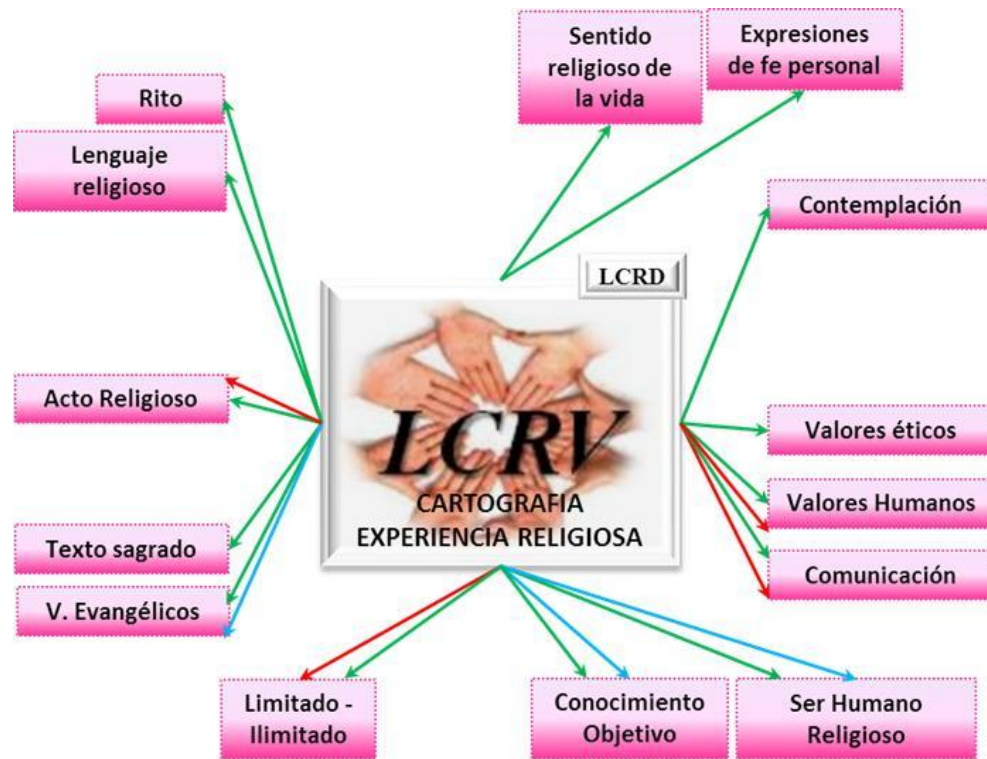 Sentido
religioso de
la vida
Expresiones
de fe personal
Rito
Lenguaje
religioso
Contemplación
LCRD
Acto Religioso
LCRV
CARTOGRAFIA
EXPERIENCIA RELIGIOSA
Valores éticos
Valores Humanos
Comunicación
Texto sagrado
V. Evangélicos
Limitado -
Ilimitado
Conocimiento
Objetivo
Ser Humano
Religioso